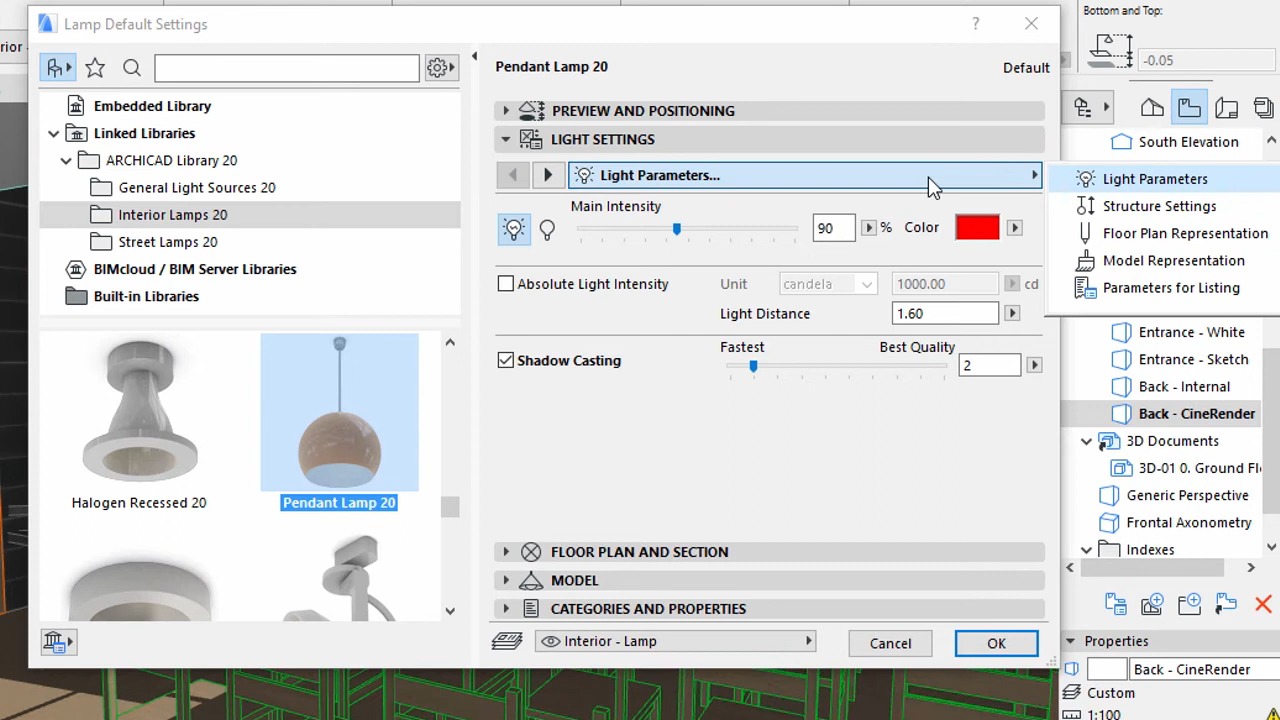 Lamp Default Settings
?
Embedded Library
Linked Libraries
ARCHICAD Library 20
General Light Sources 20
Interior Lamps 20
Street Lamps 20
BIMcloud / BIM Server Libraries
Built-in Libraries
Halogen Recessed 20
Pendant Lamp 20
Pendant Lamp 20
Default
PREVIEW AND POSITIONING
LIGHT SETTINGS
Light Parameters...
Main Intensity
90
%
Color
Absolute Light Intensity
Unit
candela
1000.00
cd
Light Distance
1.60
Shadow Casting
Fastest
Best Quality
2
FLOOR PLAN AND SECTION
MODEL
CATEGORIES AND PROPERTIES
Interior - Lamp
Cancel
OK
Bottom and Top:
-0.05
South Elevation
Light Parameters
Structure Settings
Floor Plan Representation
Model Representation
Parameters for Listing
Entrance - White
Entrance - Sketch
Back - Internal
Back - CineRender
3D Documents
3D-01 0. Ground Fl
Generic Perspective
Frontal Axonometry
Indexes
Properties
Back - CineRender
Custom
1:100